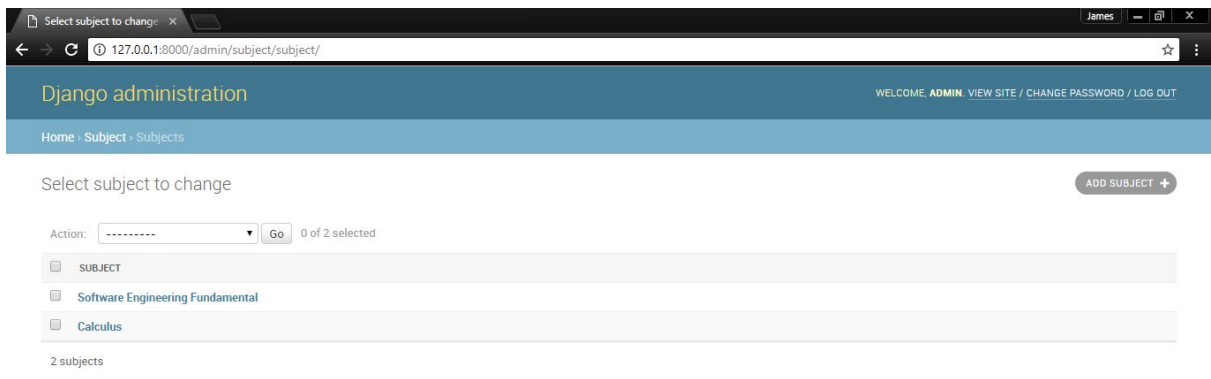 Select subject to change
James
127.0.0.1:8000/admin/subject/subject/
Django administration
WELCOME, ADMIN. VIEW SITE / CHANGE PASSWORD / LOG OUT
Home › Subject › Subjects
Select subject to change
ADD SUBJECT +
Action: --------- Go 0 of 2 selected
SUBJECT
Software Engineering Fundamental
Calculus
2 subjects